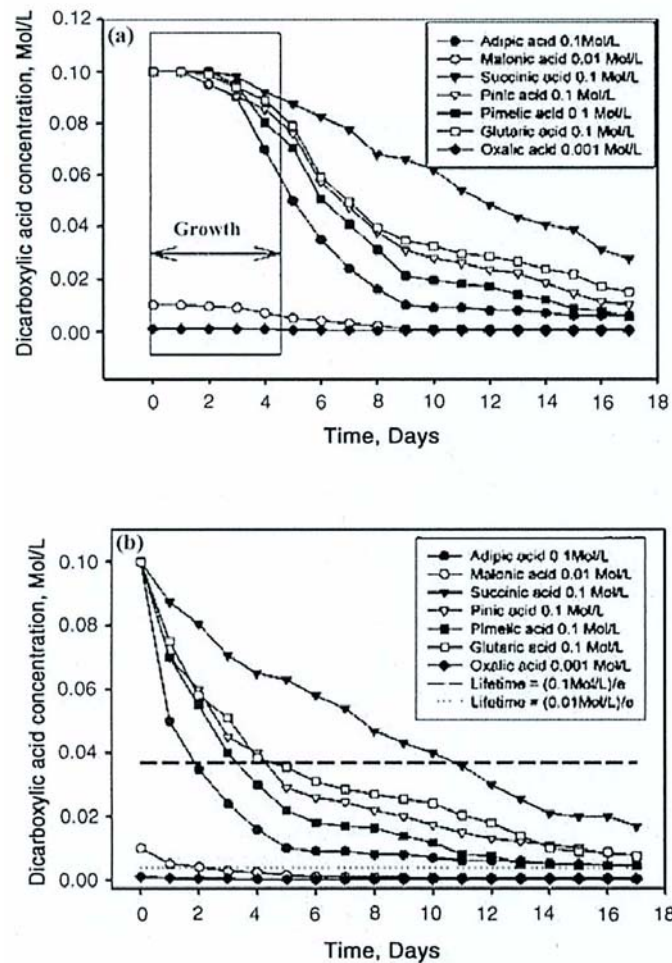 (a)
Adipic acid 0.1Mol/L
Malonic acid 0.01 Mol/L
Succinic acid 0.1 Mol/L
Pinic acid 0.1 Mol/L
Pimelic acid 0 1 Mol/L
Glutaric acid 0.1 Mol/L
Oxalic acid 0.001 Mol/L
Growth
Dicarboxylic acid concentration, Mol/L
0.10
0.08
0.06
0.04
0.02
0.00
0 2 4 6 8 10 12 14 16 18
Time, Days
(b)
Adipic acid 0 1Mol/L
Malonic acid 0.01 Mol/L
Succinic acid 0.1 Mol/L
Pinic acid 0.1 Mol/L
Pimelic acid 0.1 Mol/L
Glutaric acid 0.1 Mol/L
Oxalic acid 0.001 Mol/L
Lifetime = (0.1Mol/L)/e
Lifetime = (0.01Mol/L)/e
Dicarboxylic acid concentration, Mol/L
0.10
0.08
0.06
0.04
0.02
0.00
0 2 4 6 8 10 12 14 16 18
Time, Days